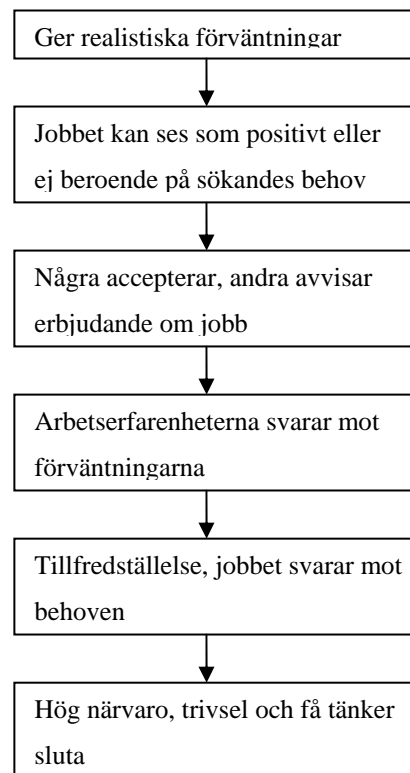 Ger realistiska förväntningar
Jobbet kan ses som positivt eller
ej beroende på sökandes behov
Några accepterar, andra avvisar
erbjudande om jobb
Arbetserfarenheterna svarar mot
förväntningarna
Tillfredställelse, jobbet svarar mot
behoven
Hög närvaro, trivsel och få tänker
sluta